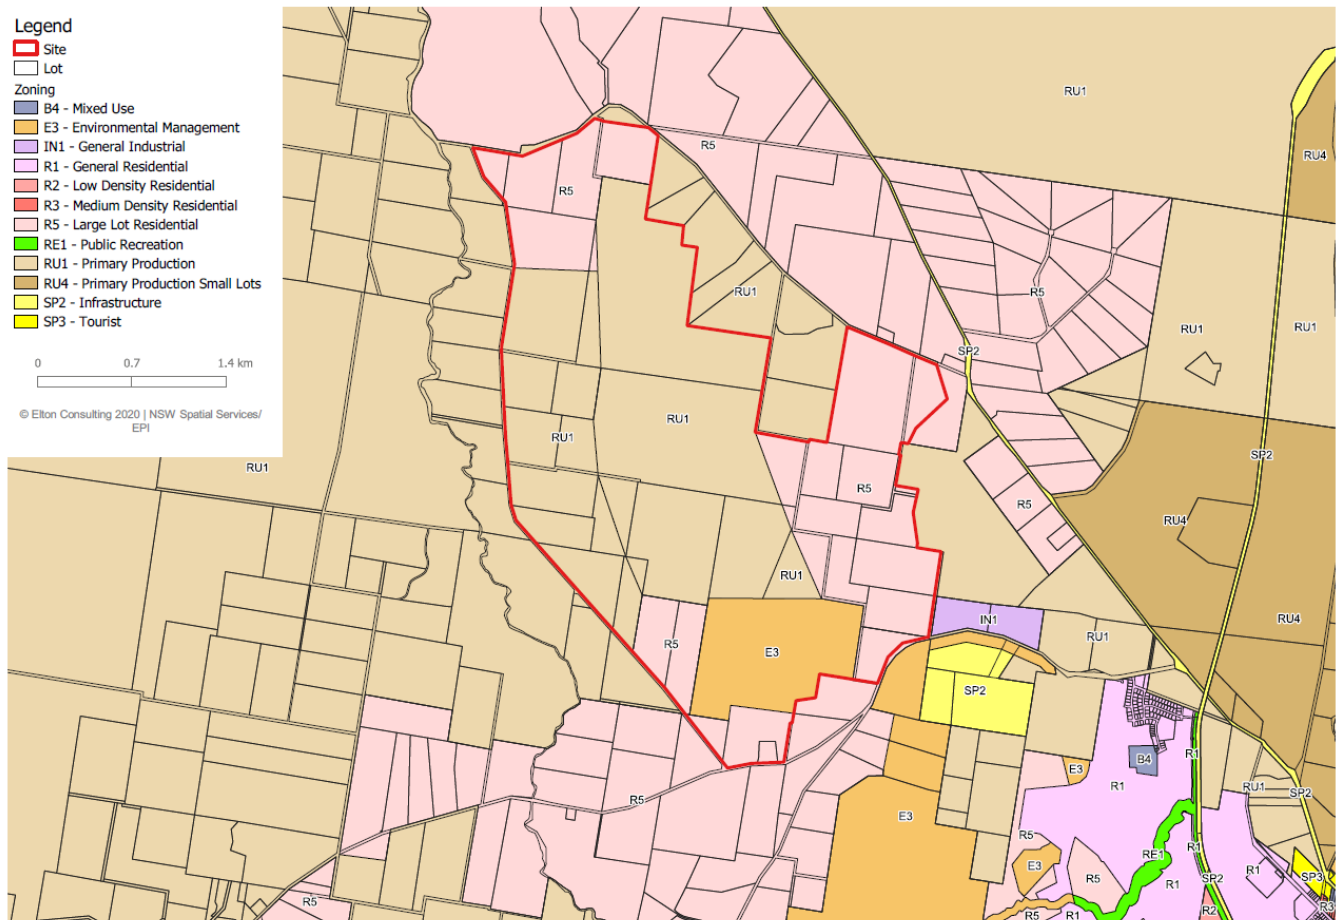 Legend
Site
Lot
Zoning
B4 - Mixed Use
E3 - Environmental Management
IN1 - General Industrial
R1 - General Residential
R2 - Low Density Residential
R3 - Medium Density Residential
R5 - Large Lot Residential
RE1 - Public Recreation
RU1 - Primary Production
RU4 - Primary Production Small Lots
SP2 - Infrastructure
SP3 - Tourist
0 0.7 1.4 km
© Elton Consulting 2020 | NSW Spatial Services/
EPI
RU1
RU4
R5
R5
RU1
R5
RU1
RU1
SP2
RU1
RU1
RU1
SP2
R5
R5
RU4
RU1
IN1
RU4
RU1
R5
E3
SP2
R1
B4
E3
R1
RU1
SP2
R5
E3
R5
RE1
R1
E3
R5
R1
SP2
R1
SP3
R5
R5
R1
R2
R3